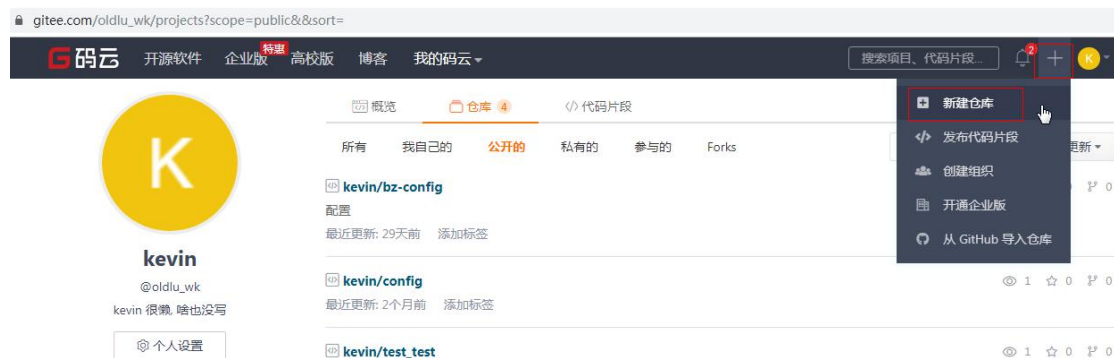 gitee.com/oldlu_wk/projects?scope=public&&sort=
G码云 开源软件 企业版 特惠 高校版 博客 我的码云 搜索项目、代码片段... 2 K
概览 仓库 4 代码片段
新建仓库
发布代码片段
创建组织
开通企业版
从 GitHub 导入仓库
所有 我自己的 公开的 私有的 参与的 Forks 更新
K
kevin/bz-config 0
配置
最近更新: 29天前 添加标签
kevin
@oldlu_wk
kevin 很懒, 啥也没写
个人设置
kevin/config 1 0 0
最近更新: 2个月前 添加标签
kevin/test_test 1 0 0